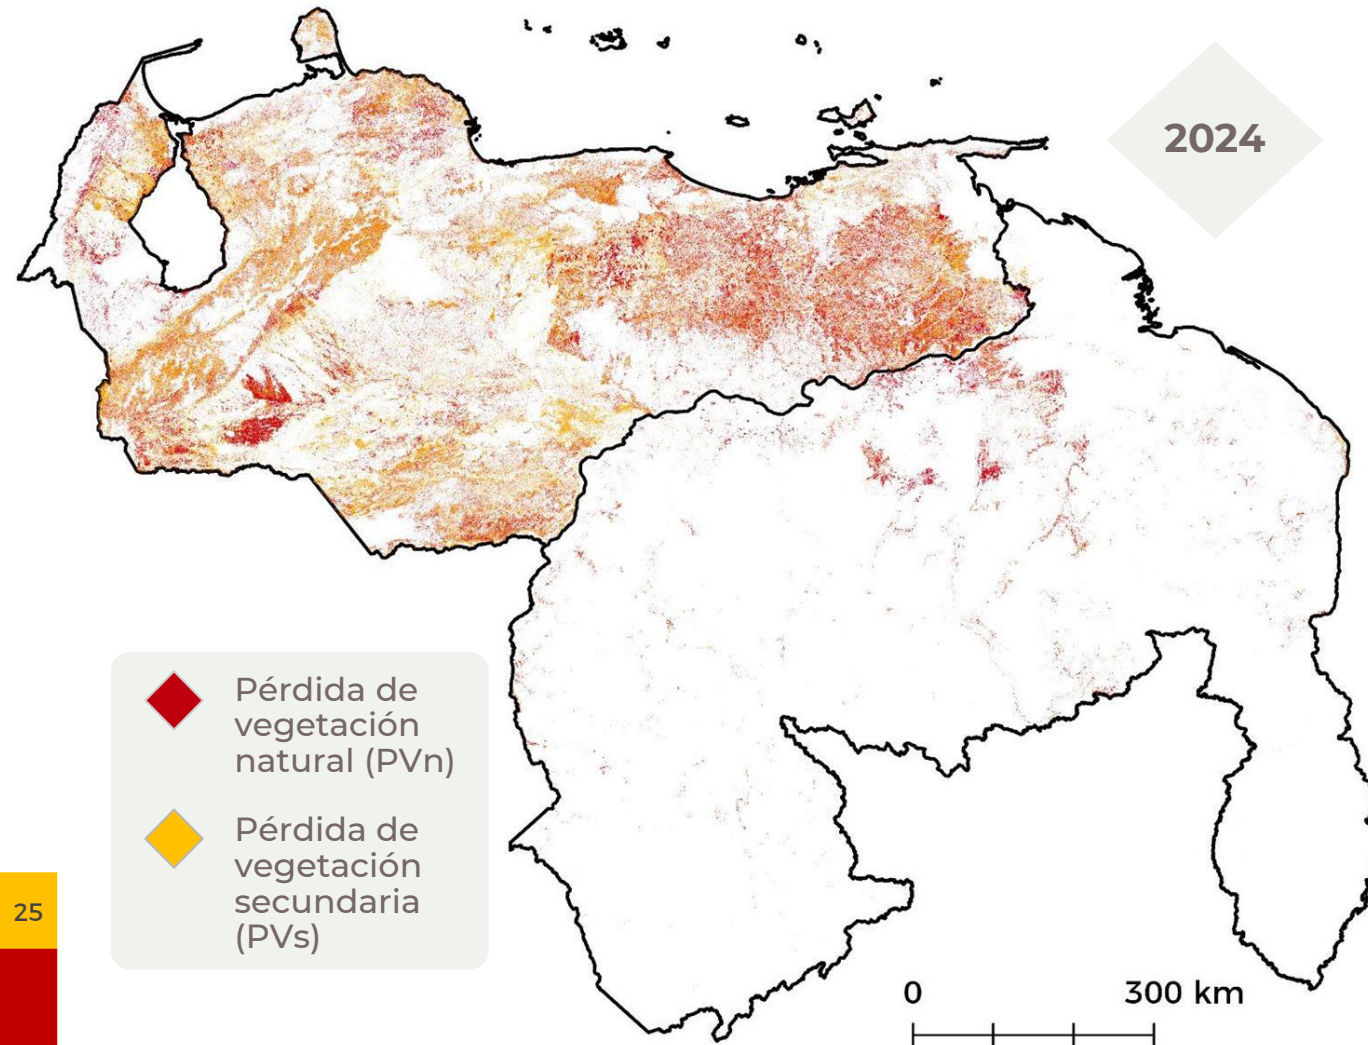 2024
Pérdida de
vegetación
natural (PVn)
Pérdida de
vegetación
secundaria
(PVs)
25
0 300 km